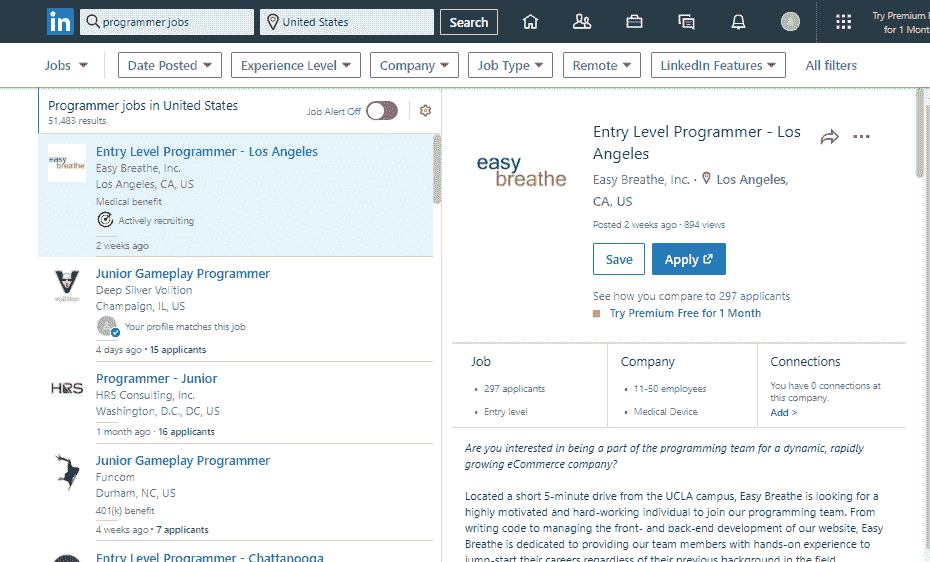 in programmer jobs United States Search Try Premium F
for 1 Mont
Jobs Date Posted Experience Level Company Job Type Remote LinkedIn Features All filters
Programmer jobs in United States
51,483 results
Job Alert Off
easy breathe
Entry Level Programmer - Los Angeles
Easy Breathe, Inc.
Los Angeles, CA, US
Medical benefit
Actively recruiting
2 weeks ago
volition
Junior Gameplay Programmer
Deep Silver Volition
Champaign, IL, US
Your profile matches this job
4 days ago · 15 applicants
HRS
Programmer - Junior
HRS Consulting, Inc.
Washington, D.C., DC, US
1 month ago · 16 applicants
Junior Gameplay Programmer
Funcom
Durham, NC, US
401(k) benefit
4 weeks ago · 7 applicants
Entry Level Programmer - Chattanooga
easy
breathe
Entry Level Programmer - Los
Angeles
Easy Breathe, Inc. · Los Angeles,
CA, US
Posted 2 weeks ago · 894 views
Save Apply
See how you compare to 297 applicants
Try Premium Free for 1 Month
Job
• 297 applicants
• Entry level
Company
• 11-50 employees
• Medical Device
Connections
You have 0 connections at
this company.
Add >
Are you interested in being a part of the programming team for a dynamic, rapidly
growing eCommerce company?
Located a short 5-minute drive from the UCLA campus, Easy Breathe is looking for a
highly motivated and hard-working individual to join our programming team. From
writing code to managing the front- and back-end development of our website, Easy
Breathe is dedicated to providing our team members with hands-on experience to
jump-start their careers regardless of their previous background in the field.